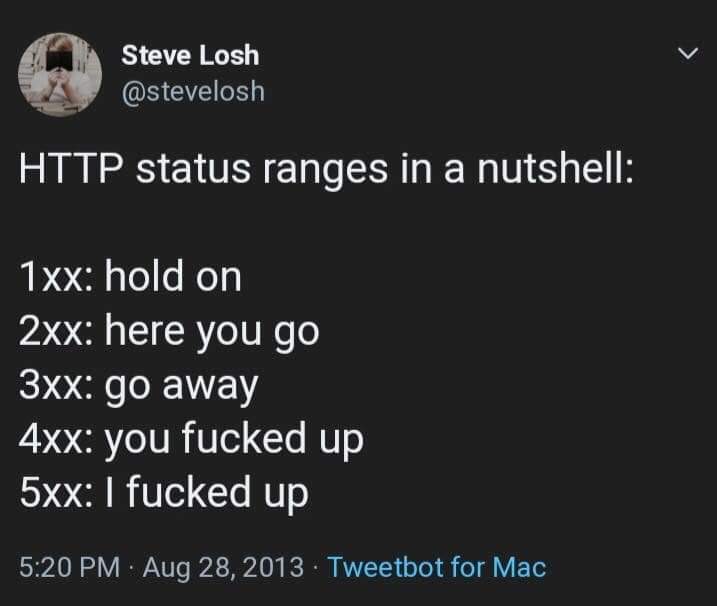 Steve Losh
@stevelosh
HTTP status ranges in a nutshell:
1xx: hold on
2xx: here you go
3xx: go away
4xx: you fucked up
5xx: I fucked up
5:20 PM · Aug 28, 2013 · Tweetbot for Mac